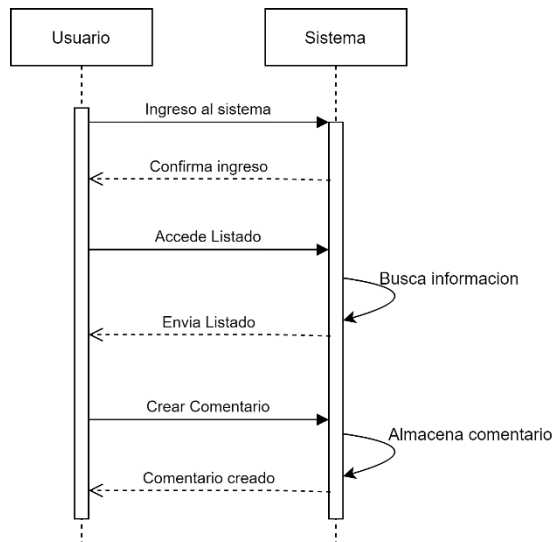 Usuario
Sistema
Ingreso al sistema
Confirma ingreso
Accede Listado
Busca informacion
Envia Listado
Crear Comentario
Almacena comentario
Comentario creado